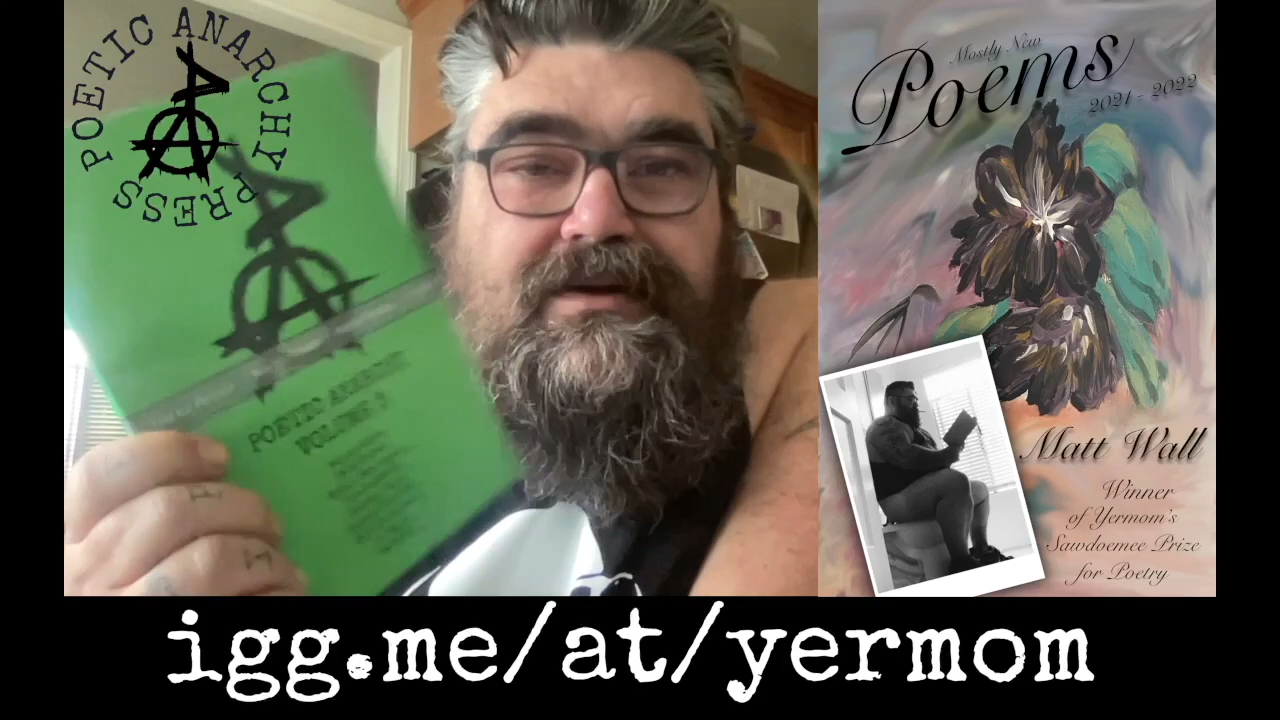 POETIC ANARCHY PRESS
POETIC ANARCHY
VOLUME
Mostly New
Poems
2021 - 2022
Matt Wall
Winner
of Yermom's
Sawdoemee Prize
for Poetry
igg.me/at/yermom